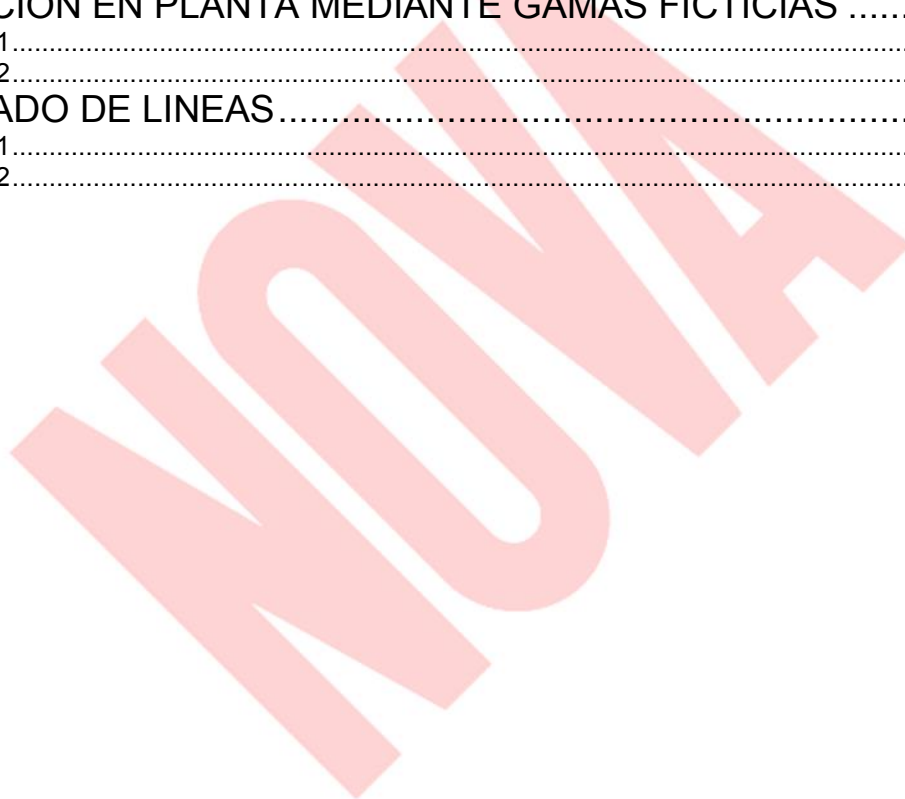 CION EN PLANTA MEDIANTE GAMAS FICTICIAS ......
1..........................................................................................................................
2..........................................................................................................................
ADO DE LINEAS............................................................
1..........................................................................................................................
2..........................................................................................................................
NOVA